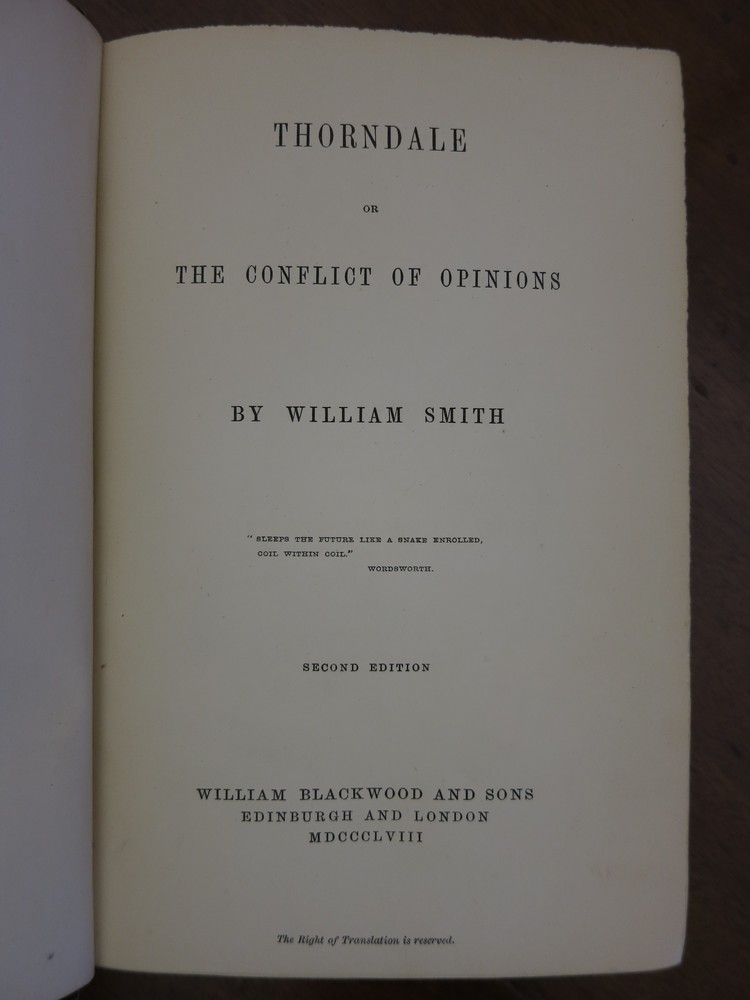 THORNDALE
OR
THE CONFLICT OF OPINIONS
BY WILLIAM SMITH
"SLEEPS THE FUTURE LIKE A SNAKE ENROLLED,
COIL WITHIN COIL."
WORDSWORTH.
SECOND EDITION
WILLIAM BLACKWOOD AND SONS
EDINBURGH AND LONDON
MDCCCLVIII
The Right of Translation is reserved.